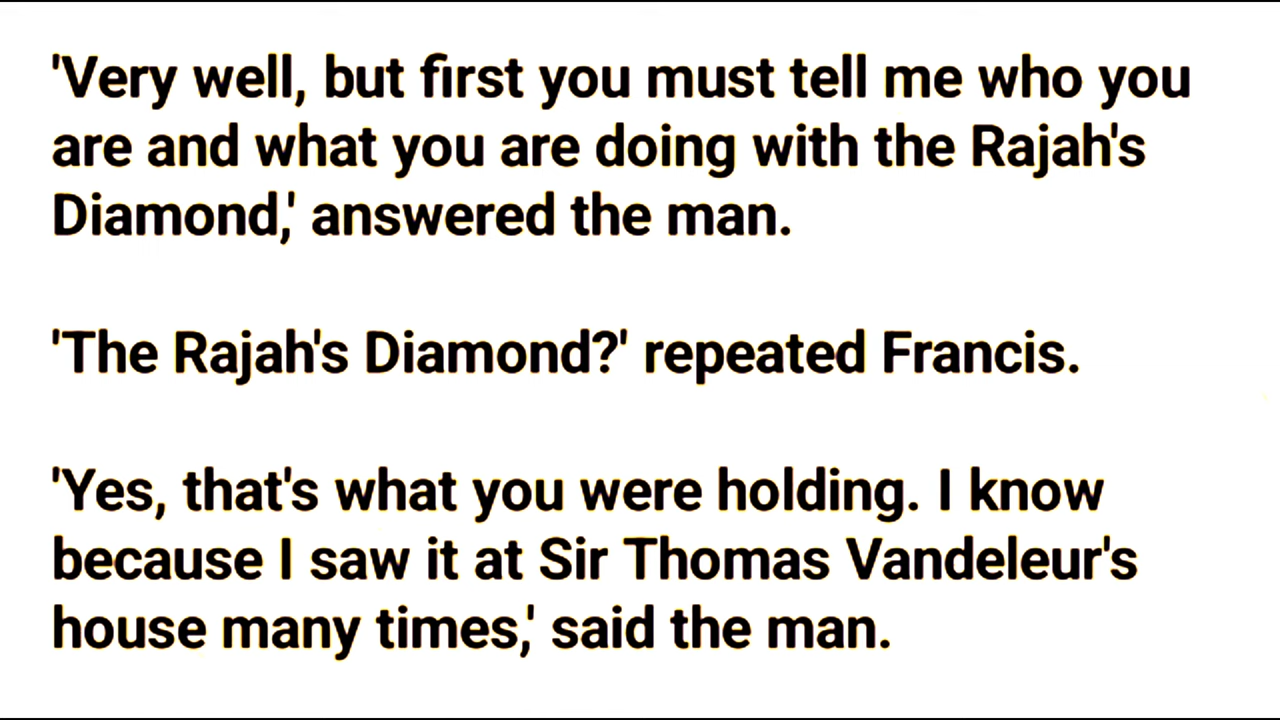 'Very well, but first you must tell me who you
are and what you are doing with the Rajah's
Diamond,' answered the man.
'The Rajah's Diamond?' repeated Francis.
'Yes, that's what you were holding. I know
because I saw it at Sir Thomas Vandeleur's
house many times,' said the man.